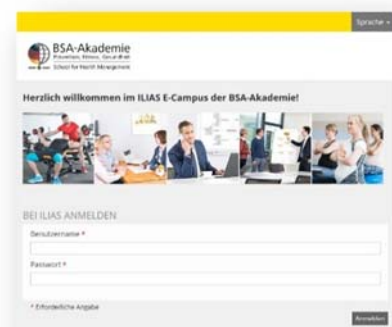 Sprache
BSA-Akademie
Prävention, Fitness, Gesundheit
School for Health Management
Herzlich willkommen im ILIAS E-Campus der BSA-Akademie!
BEI ILIAS ANMELDEN
Benutzername *
Passwort *
* Erforderliche Angabe
Anmelden